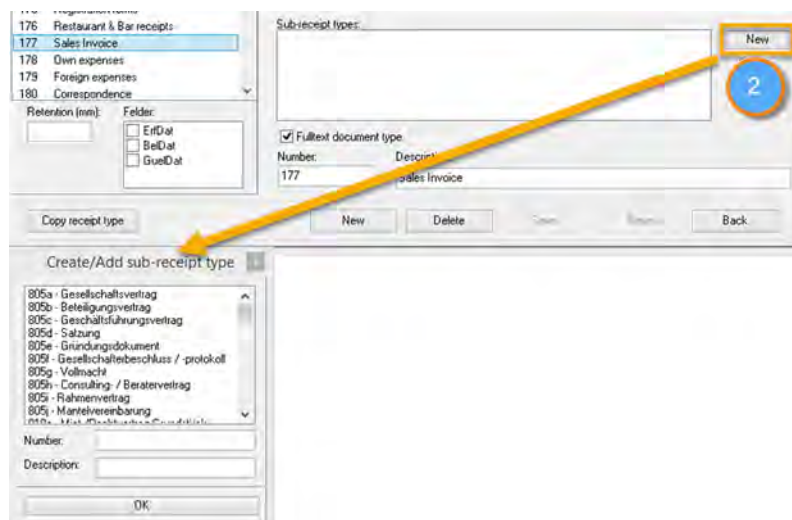 176 Restaurant & Bar receipts
177 Sales Invoice
178 Own expenses
179 Foreign expenses
180 Correspondence
Retention (mm): Felder:
ErfDat
BelDat
GuelDat
Sub-receipt types:
New
2
Fulltext document type
Number:
177 Sales Invoice
Copy receipt type New Delete Back
Create/Add sub-receipt type
805a - Gesellschaftsvertrag
805b - Beteiligungsvertrag
805c - Geschäftsführungsvertrag
805d - Satzung
805e - Gründungsdokument
805f - Gesellschafterbeschluss / -protokoll
805g - Vollmacht
805h - Consulting- / Beratervertrag
805i - Rahmenvertrag
805j - Mantelvereinbarung
Number:
Description:
OK